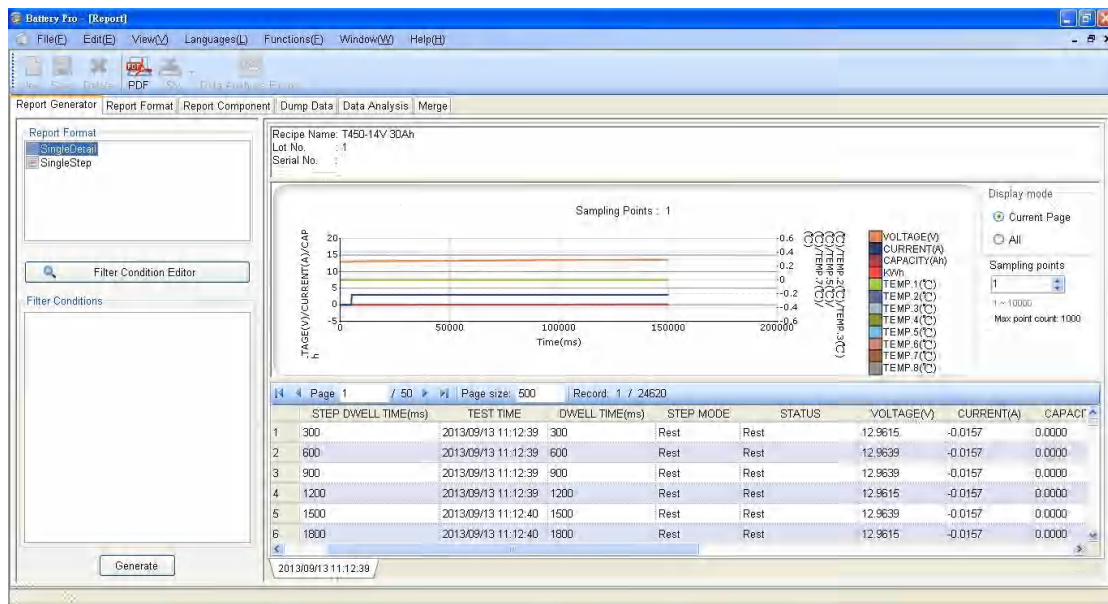 Battery Pro - [Report]
File(F) Edit(E) View(V) Languages(L) Functions(F) Window(W) Help(H)
PDF
Report Generator Report Format Report Component Dump Data Data Analysis Merge
Report Format
SingleDetail
SingleStep
Filter Condition Editor
Filter Conditions
Generate
Recipe Name: T450-14V 30Ah
Lot No. : 1
Serial No. :
Sampling Points : 1
.TAGE(V)/CURRENT(A)/CAP
h
20
15
10
5
0
-5
0 50000 100000 150000 200000
Time(ms)
0.6
0.4
0.2
0
-0.2
-0.4
-0.6
(℃)/TEMP.2(℃)/TEMP.3(℃)
(℃)/TEMP.5(℃)
(℃)/TEMP.7(℃)/
VOLTAGE(V)
CURRENT(A)
CAPACITY(Ah)
KWh
TEMP.1(℃)
TEMP.2(℃)
TEMP.3(℃)
TEMP.4(℃)
TEMP.5(℃)
TEMP.6(℃)
TEMP.7(℃)
TEMP.8(℃)
Display mode
Current Page
All
Sampling points
1
1 ~ 10000
Max point count: 1000
Page 1 / 50 Page size: 500 Record: 1 / 24620
STEP DWELL TIME(ms) TEST TIME DWELL TIME(ms) STEP MODE STATUS VOLTAGE(V) CURRENT(A) CAPACI
1 300 2013/09/13 11:12:39 300 Rest Rest 12.9615 -0.0157 0.0000
2 600 2013/09/13 11:12:39 600 Rest Rest 12.9639 -0.0157 0.0000
3 900 2013/09/13 11:12:39 900 Rest Rest 12.9639 -0.0157 0.0000
4 1200 2013/09/13 11:12:39 1200 Rest Rest 12.9615 -0.0157 0.0000
5 1500 2013/09/13 11:12:40 1500 Rest Rest 12.9639 -0.0157 0.0000
6 1800 2013/09/13 11:12:40 1800 Rest Rest 12.9615 -0.0157 0.0000
2013/09/13 11:12:39